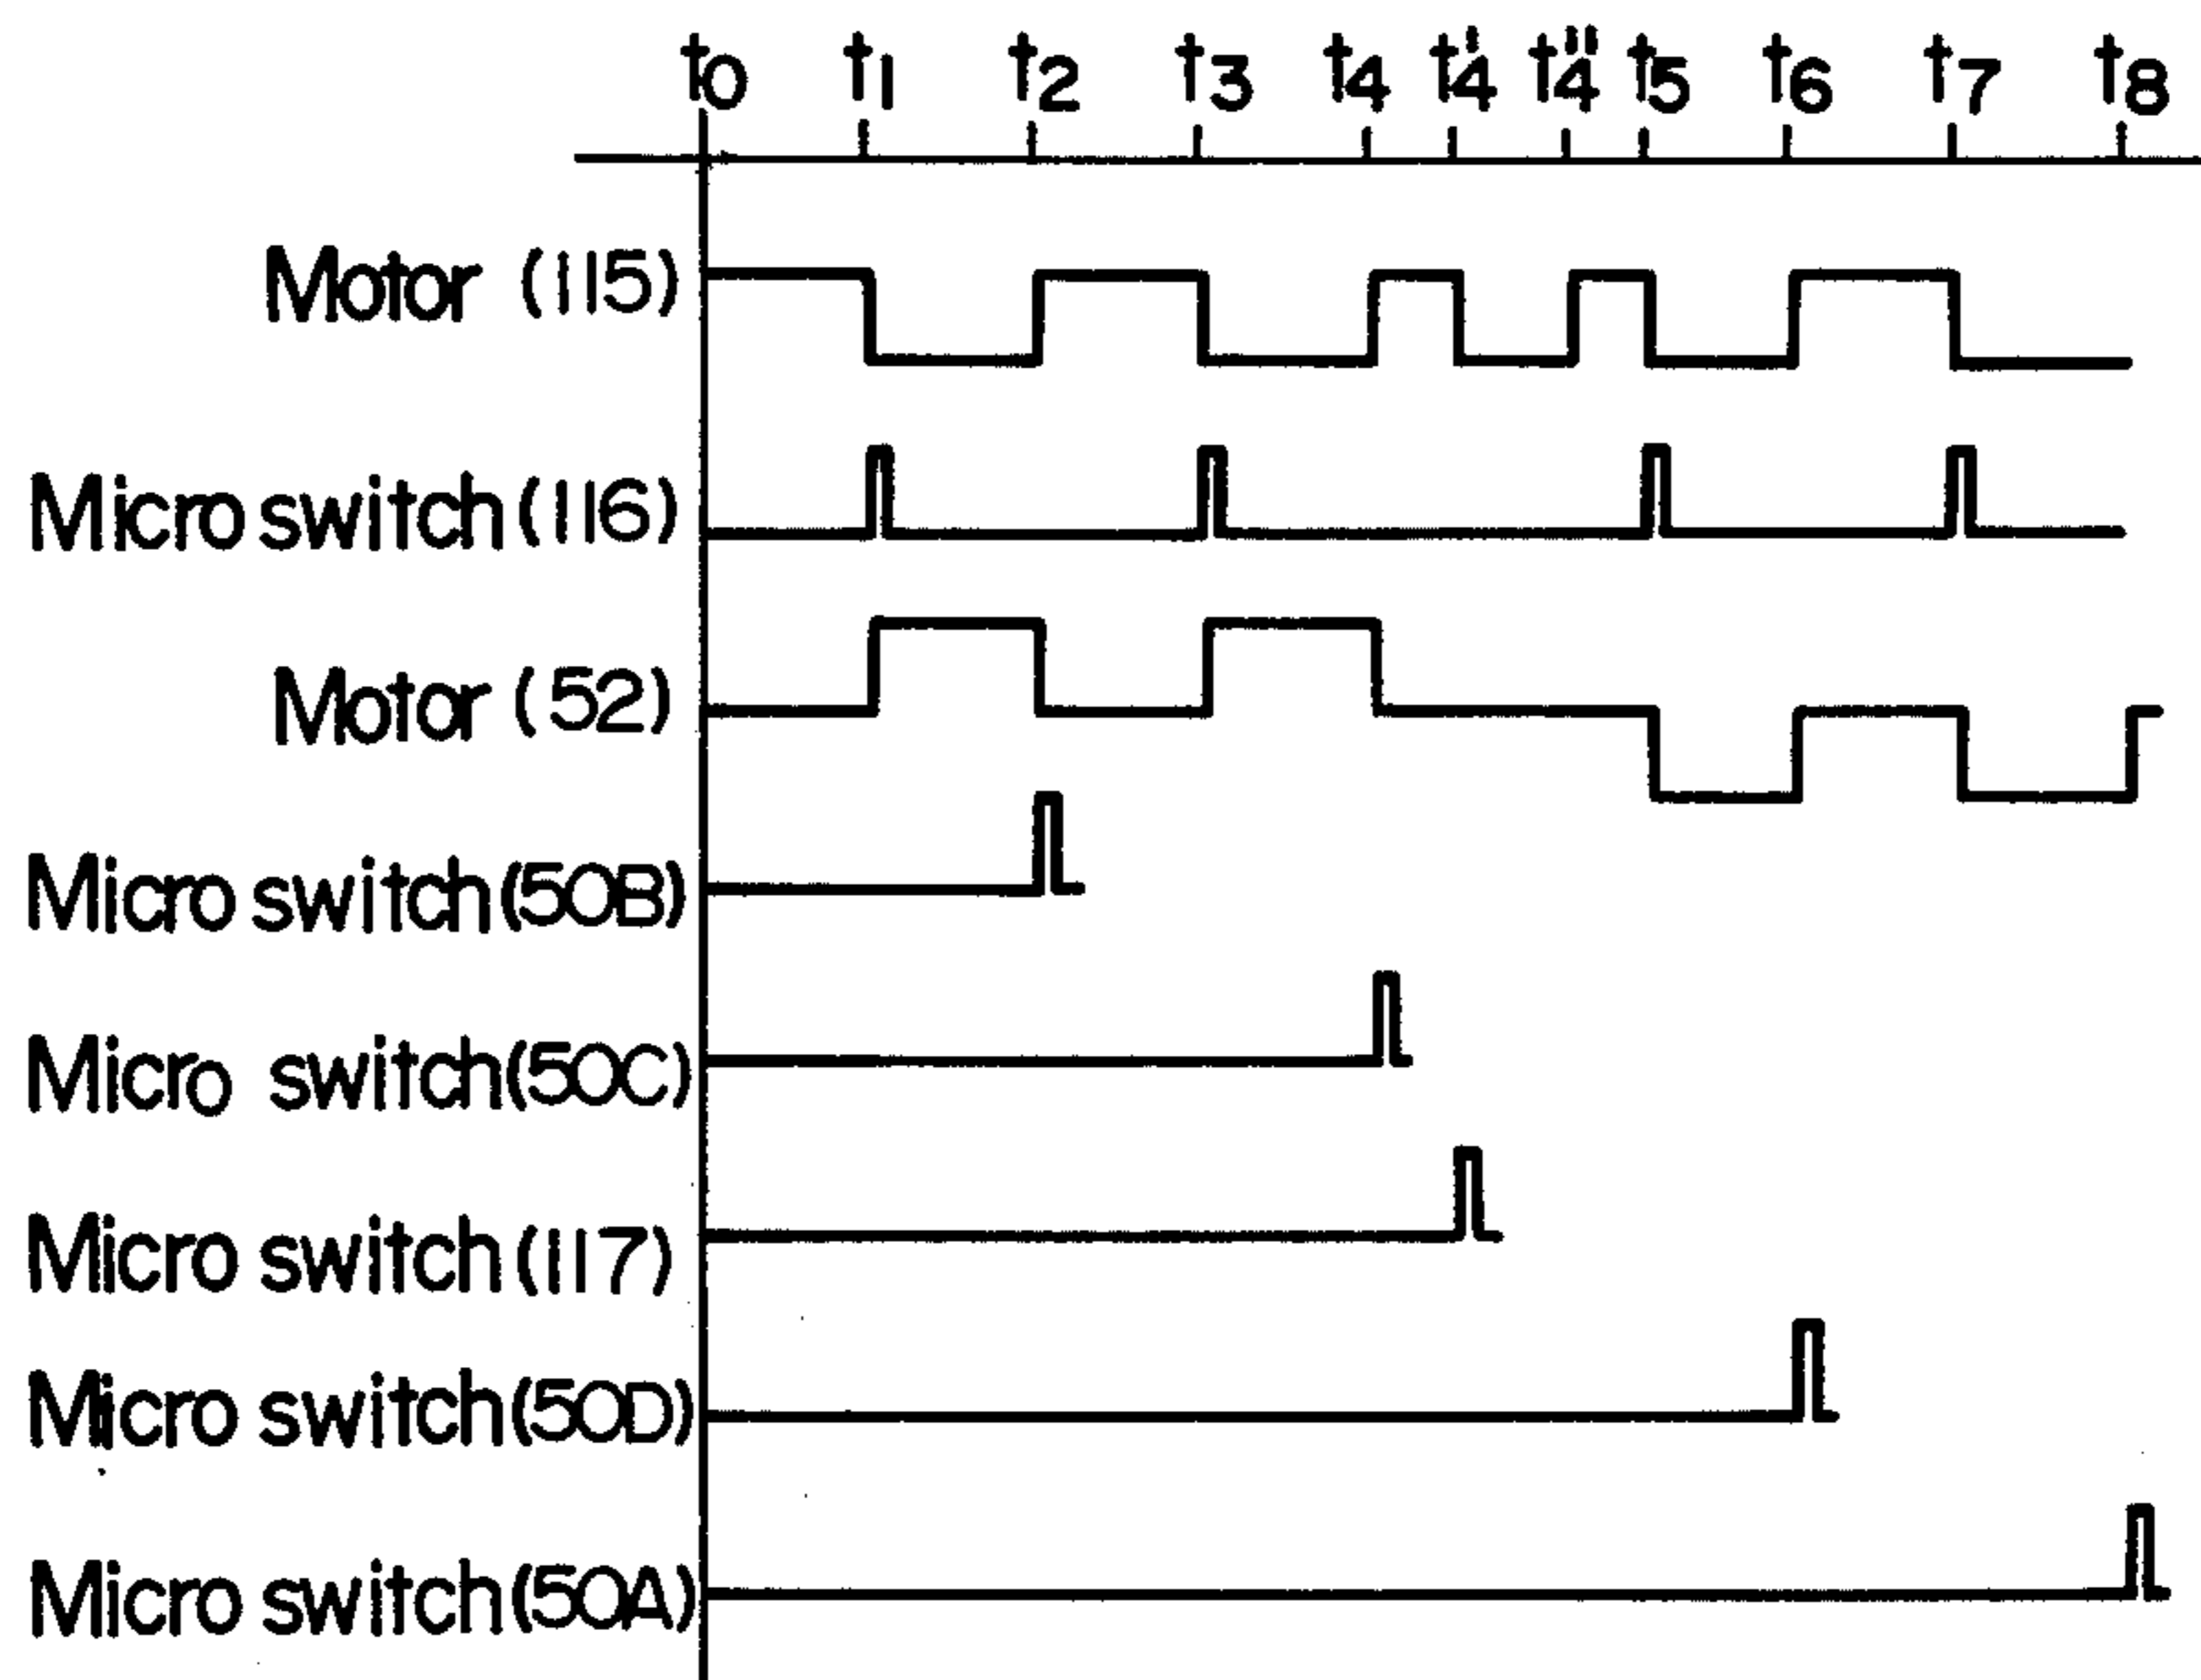 t0 t1 t2 t3 t4 t4' t4" t5 t6 t7 t8
Motor (115)
Micro switch (116)
Motor (52)
Micro switch (50B)
Micro switch (50C)
Micro switch (117)
Micro switch (50D)
Micro switch (50A)